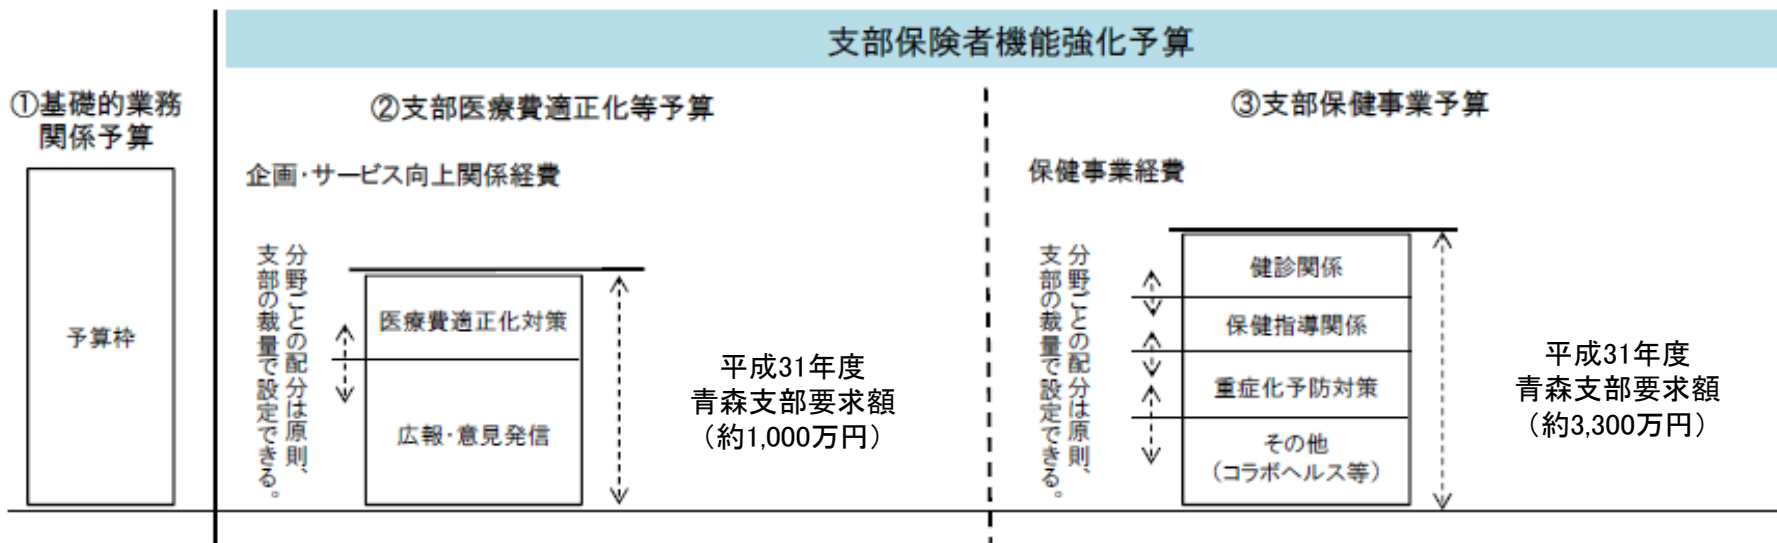 支部保険者機能強化予算
①基礎的業務
関係予算
予算枠
②支部医療費適正化等予算
企画・サービス向上関係経費
分野ごとの配分は原則、
支部の裁量で設定できる。
医療費適正化対策
広報・意見発信
平成31年度
青森支部要求額
（約1,000万円）
③支部保健事業予算
保健事業経費
分野ごとの配分は原則、
支部の裁量で設定できる。
健診関係
保健指導関係
重症化予防対策
その他
（コラボヘルス等）
平成31年度
青森支部要求額
（約3,300万円）